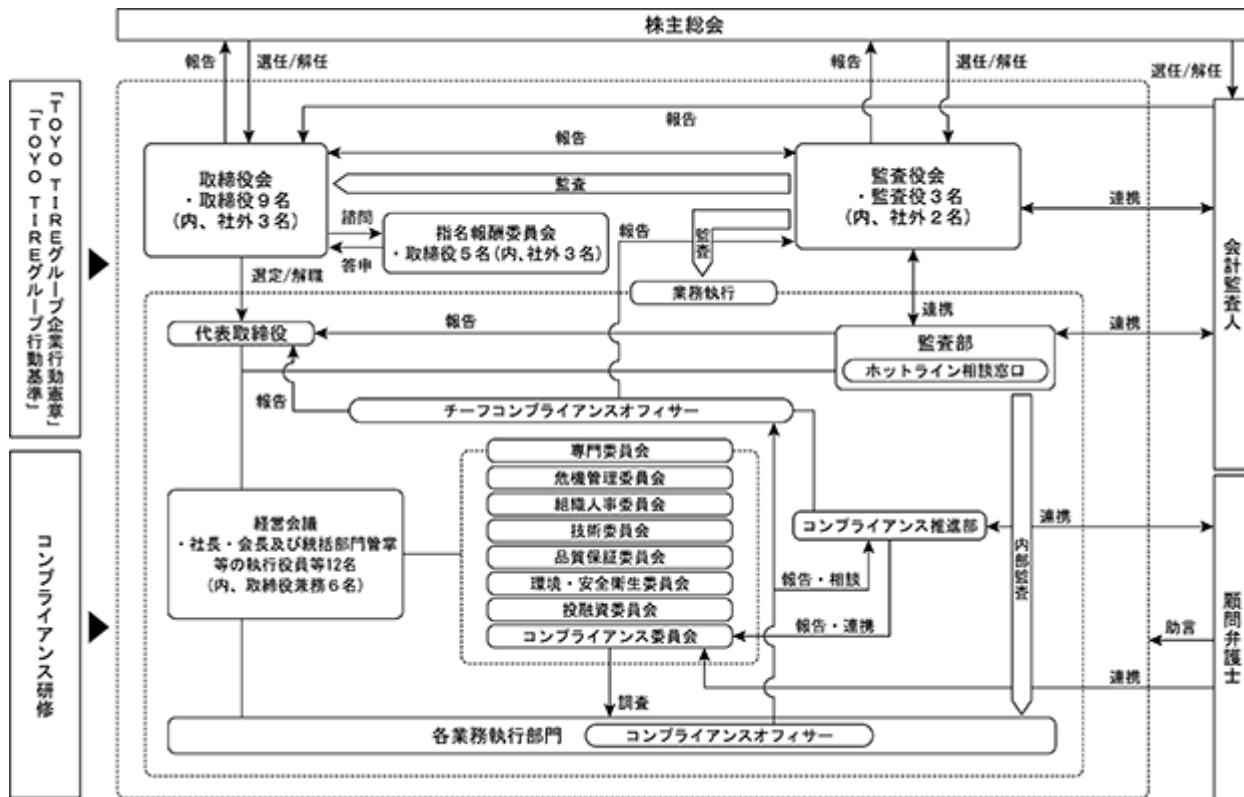 株主総会
報告
選任/解任
報告
選任/解任
選任/解任
「TOYO TIREグループ企業行動憲章」
「TOYO TIREグループ行動基準」
報告
取締役会
・取締役9名
(内、社外3名)
報告
監査
監査役会
・監査役3名
(内、社外2名)
連携
会計監査人
諮問
答申
指名報酬委員会
・取締役5名(内、社外3名)
報告
監査
業務執行
選定/解職
連携
代表取締役
報告
監査部
ホットライン相談窓口
連携
報告
チーフコンプライアンスオフィサー
専門委員会
危機管理委員会
組織人事委員会
技術委員会
品質保証委員会
環境・安全衛生委員会
投融資委員会
コンプライアンス委員会
コンプライアンス研修
経営会議
・社長・会長及び統括部門管掌
等の執行役員等12名
(内、取締役兼務6名)
コンプライアンス推進部
連携
内部監査
顧問弁護士
報告・相談
報告・連携
助言
連携
調査
各業務執行部門
コンプライアンスオフィサー